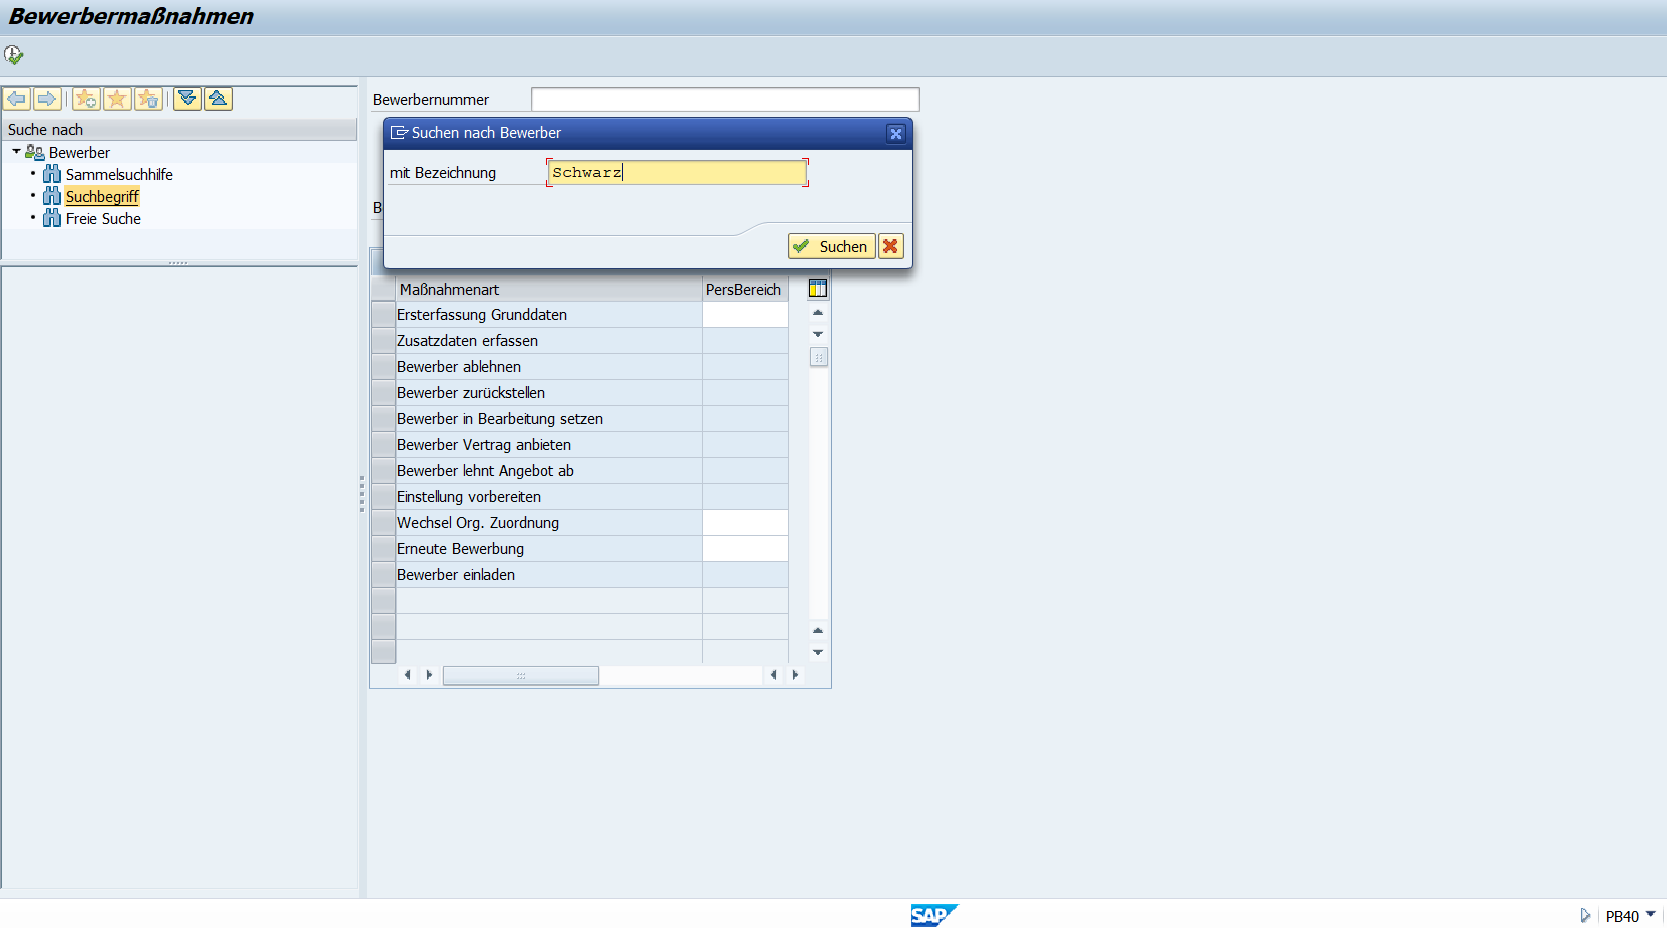 Bewerbermaßnahmen
Bewerbernummer
Suche nach
Bewerber
Sammelsuchhilfe
Suchbegriff
Freie Suche
Suchen nach Bewerber
mit Bezeichnung Schwarz
B
Suchen
Maßnahmenart PersBereich
Ersterfassung Grunddaten
Zusatzdaten erfassen
Bewerber ablehnen
Bewerber zurückstellen
Bewerber in Bearbeitung setzen
Bewerber Vertrag anbieten
Bewerber lehnt Angebot ab
Einstellung vorbereiten
Wechsel Org. Zuordnung
Erneute Bewerbung
Bewerber einladen
SAP
PB40